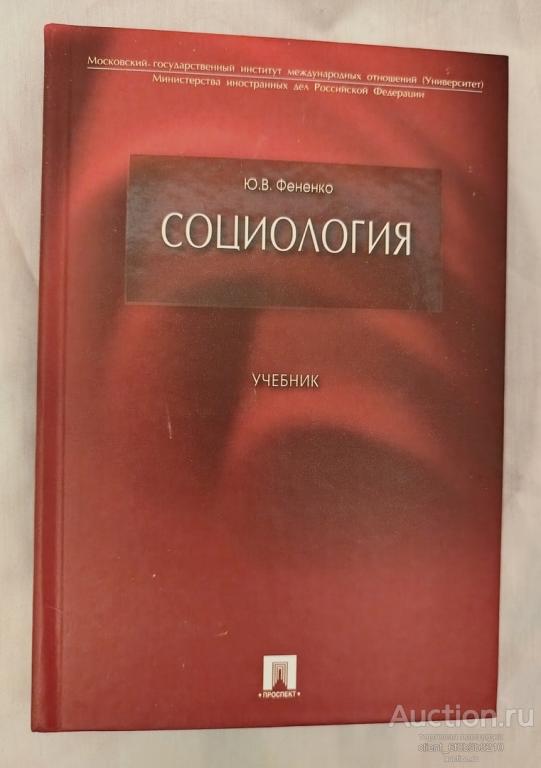 Московский государственный институт международных отношений (Университет)
Министерства иностранных дел Российской Федерации
Ю.В. Фененко
СОЦИОЛОГИЯ
УЧЕБНИК
ПРОСПЕКТ
Auction.ru